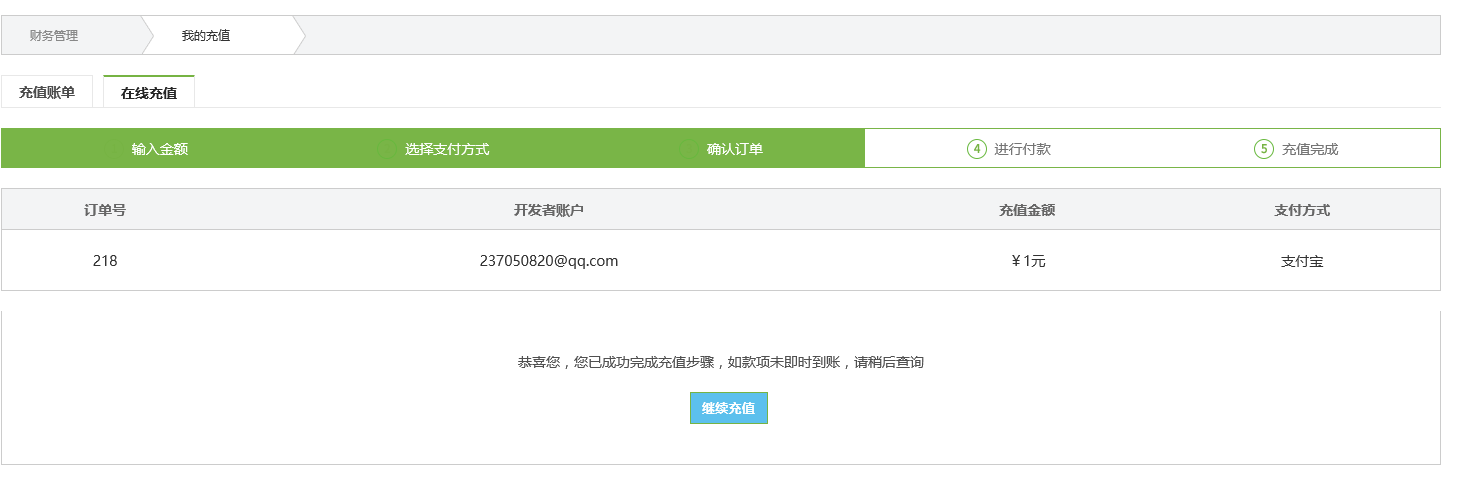 财务管理 我的充值
充值账单 在线充值
输入金额 选择支付方式 确认订单 4 进行付款 5 充值完成
订单号 开发者账户 充值金额 支付方式
218 237050820@qq.com ￥1元 支付宝
恭喜您，您已成功完成充值步骤，如款项未即时到账，请稍后查询
继续充值